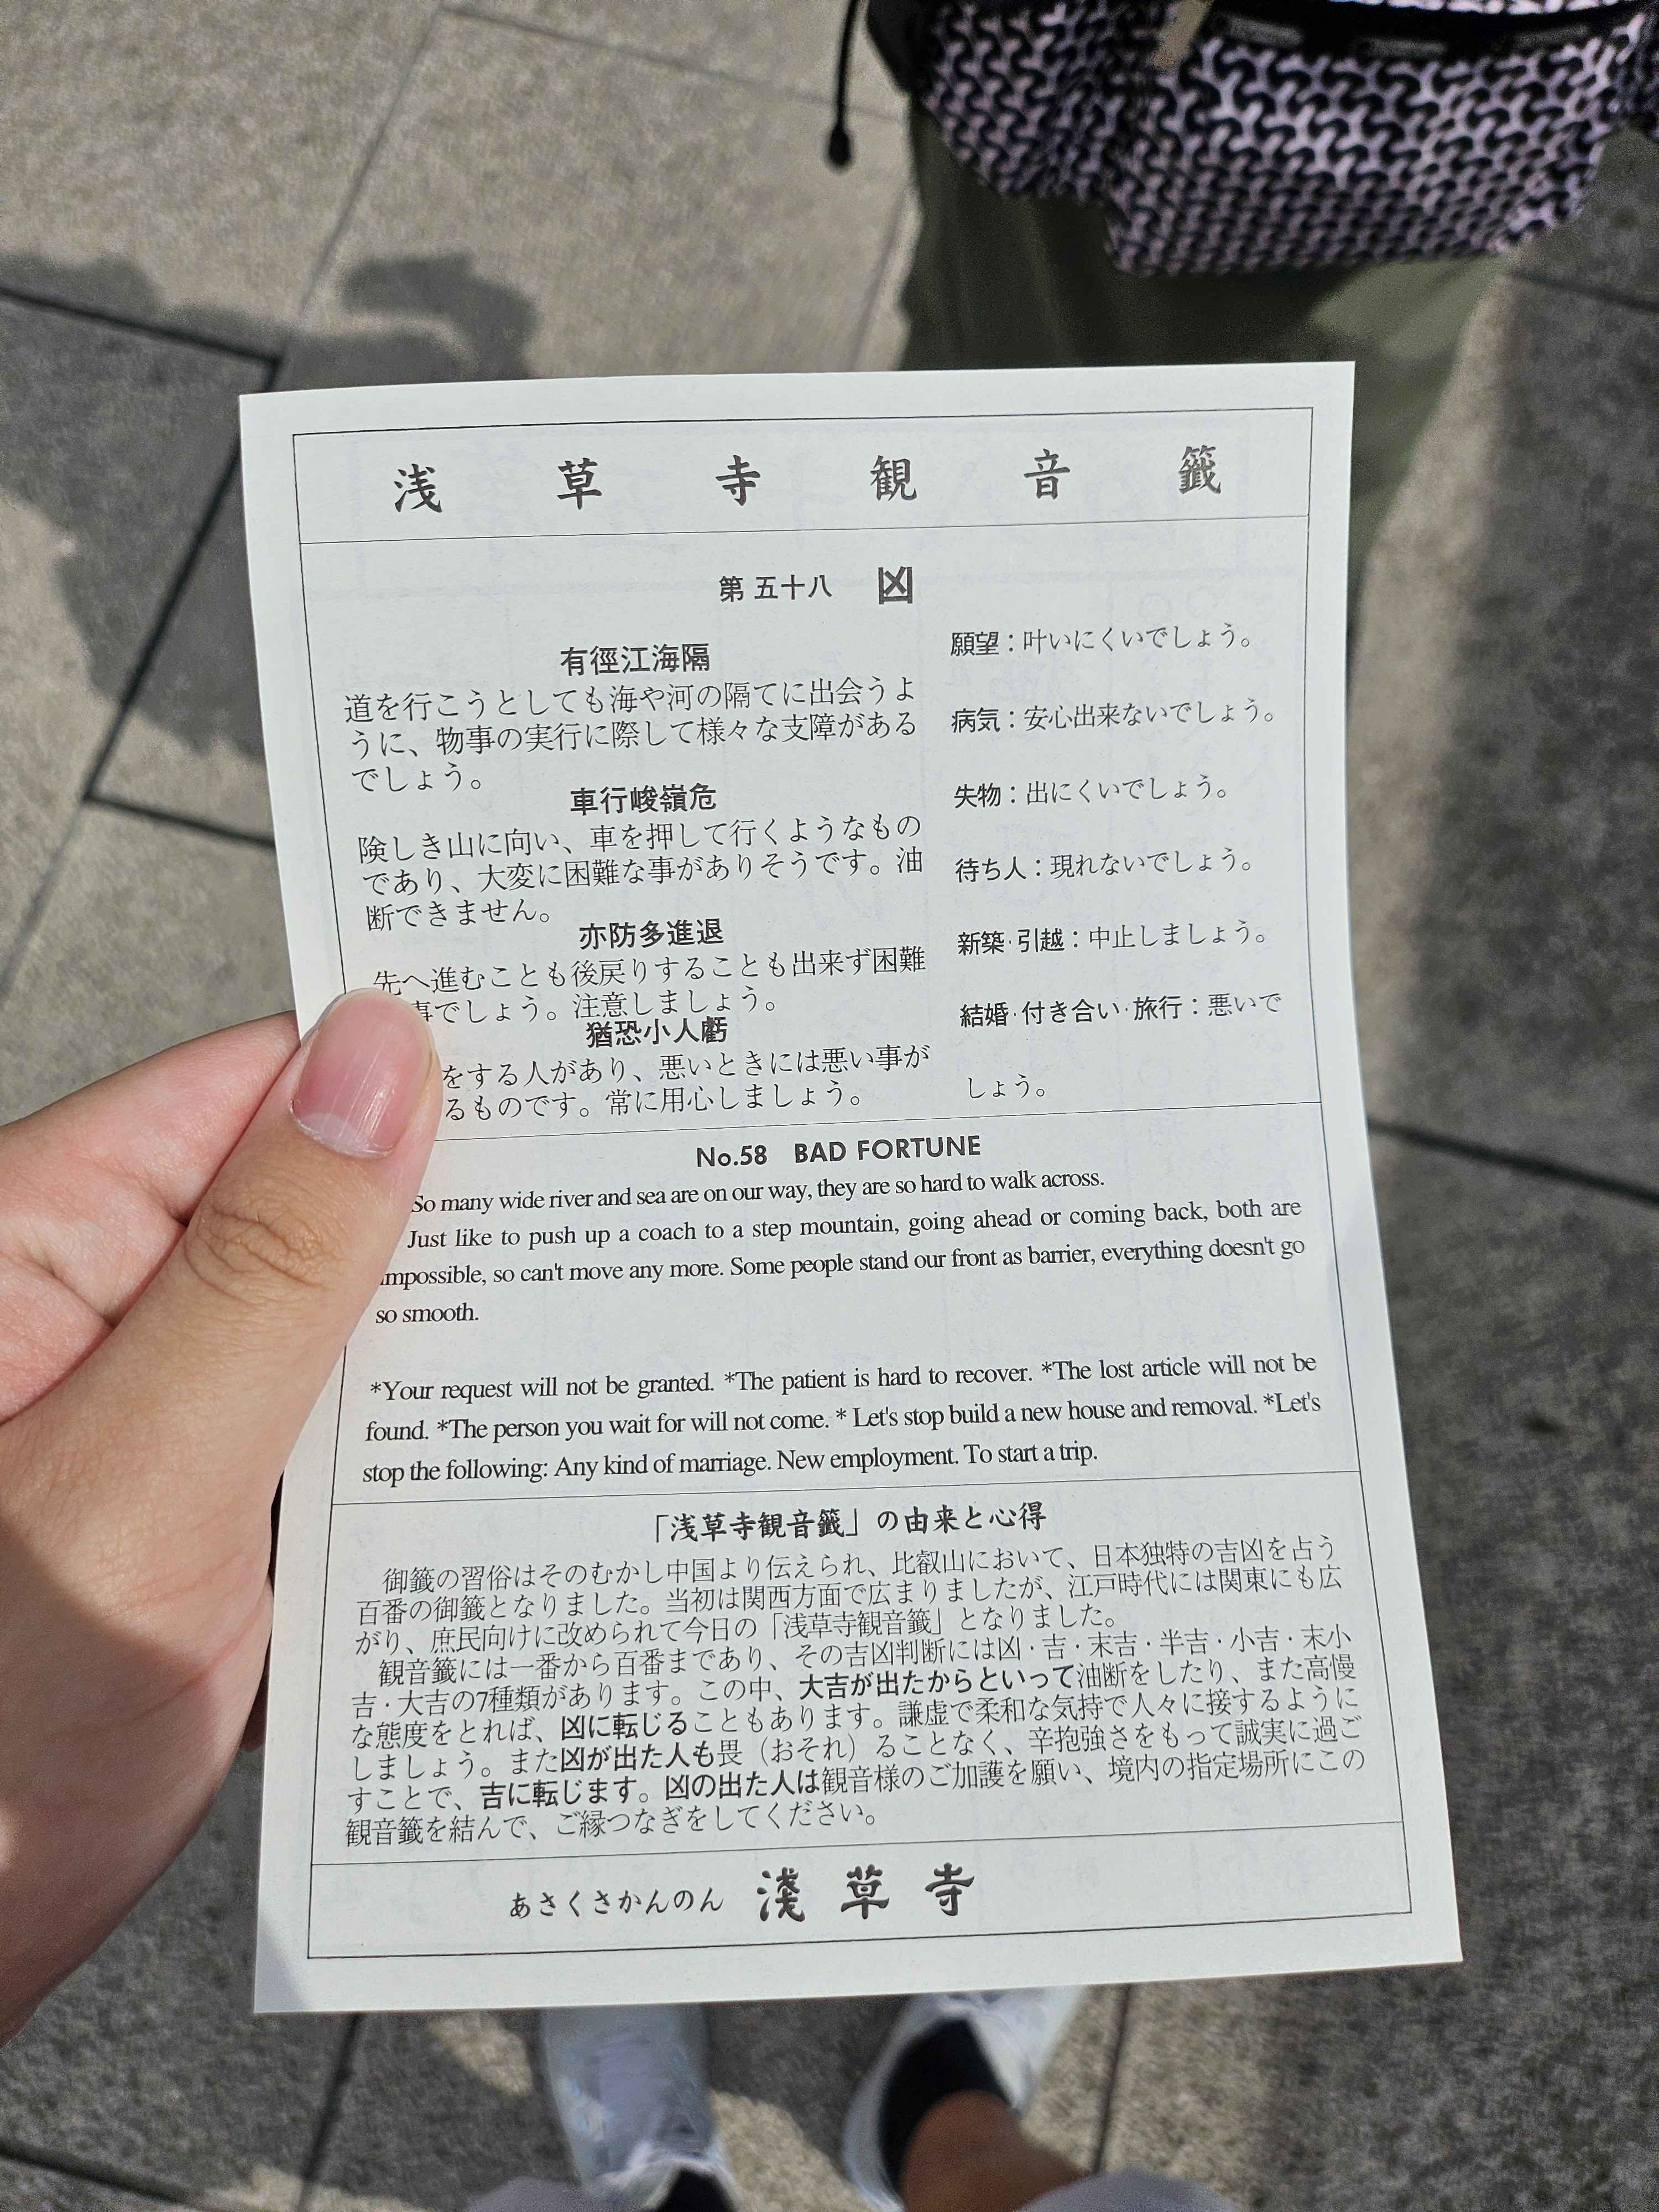 浅草寺観音籤
第五十八 凶
有徑江海隔
道を行こうとしても海や河の隔てに出会うよ
うに、物事の実行に際して様々な支障がある
でしょう。
車行峻嶺危
険しき山に向い、車を押して行くようなもの
であり、大変に困難な事がありそうです。油
断できません。
亦防多進退
先へ進むことも後戻りすることも出来ず困難
事でしょう。注意しましょう。
猶恐小人虧
をする人があり、悪いときには悪い事が
るものです。常に用心しましょう。
願望：叶いにくいでしょう。
病気：安心出来ないでしょう。
失物：出にくいでしょう。
待ち人：現れないでしょう。
新築・引越：中止しましょう。
結婚・付き合い・旅行：悪いで
しょう。
No.58 BAD FORTUNE
So many wide river and sea are on our way, they are so hard to walk across.
Just like to push up a coach to a step mountain, going ahead or coming back, both are
impossible, so can't move any more. Some people stand our front as barrier, everything doesn't go
so smooth.
*Your request will not be granted. *The patient is hard to recover. *The lost article will not be
found. *The person you wait for will not come. * Let's stop build a new house and removal. *Let's
stop the following: Any kind of marriage. New employment. To start a trip.
「浅草寺観音籤」の由来と心得
御籤の習俗はそのむかし中国より伝えられ、比叡山において、日本独特の吉凶を占う
百番の御籤となりました。当初は関西方面で広まりましたが、江戸時代には関東にも広
がり、庶民向けに改められて今日の「浅草寺観音籤」となりました。
観音籤には一番から百番まであり、その吉凶判断には凶・吉・末吉・半吉・小吉・末小
吉・大吉の7種類があります。この中、大吉が出たからといって油断をしたり、また高慢
な態度をとれば、凶に転じることもあります。謙虚で柔和な気持で人々に接するように
しましょう。また凶が出た人も畏（おそれ）ることなく、辛抱強さをもって誠実に過ご
すことで、吉に転じます。凶の出た人は観音様のご加護を願い、境内の指定場所にこの
観音籤を結んで、ご縁つなぎをしてください。
あさくさかんのん 淺草寺